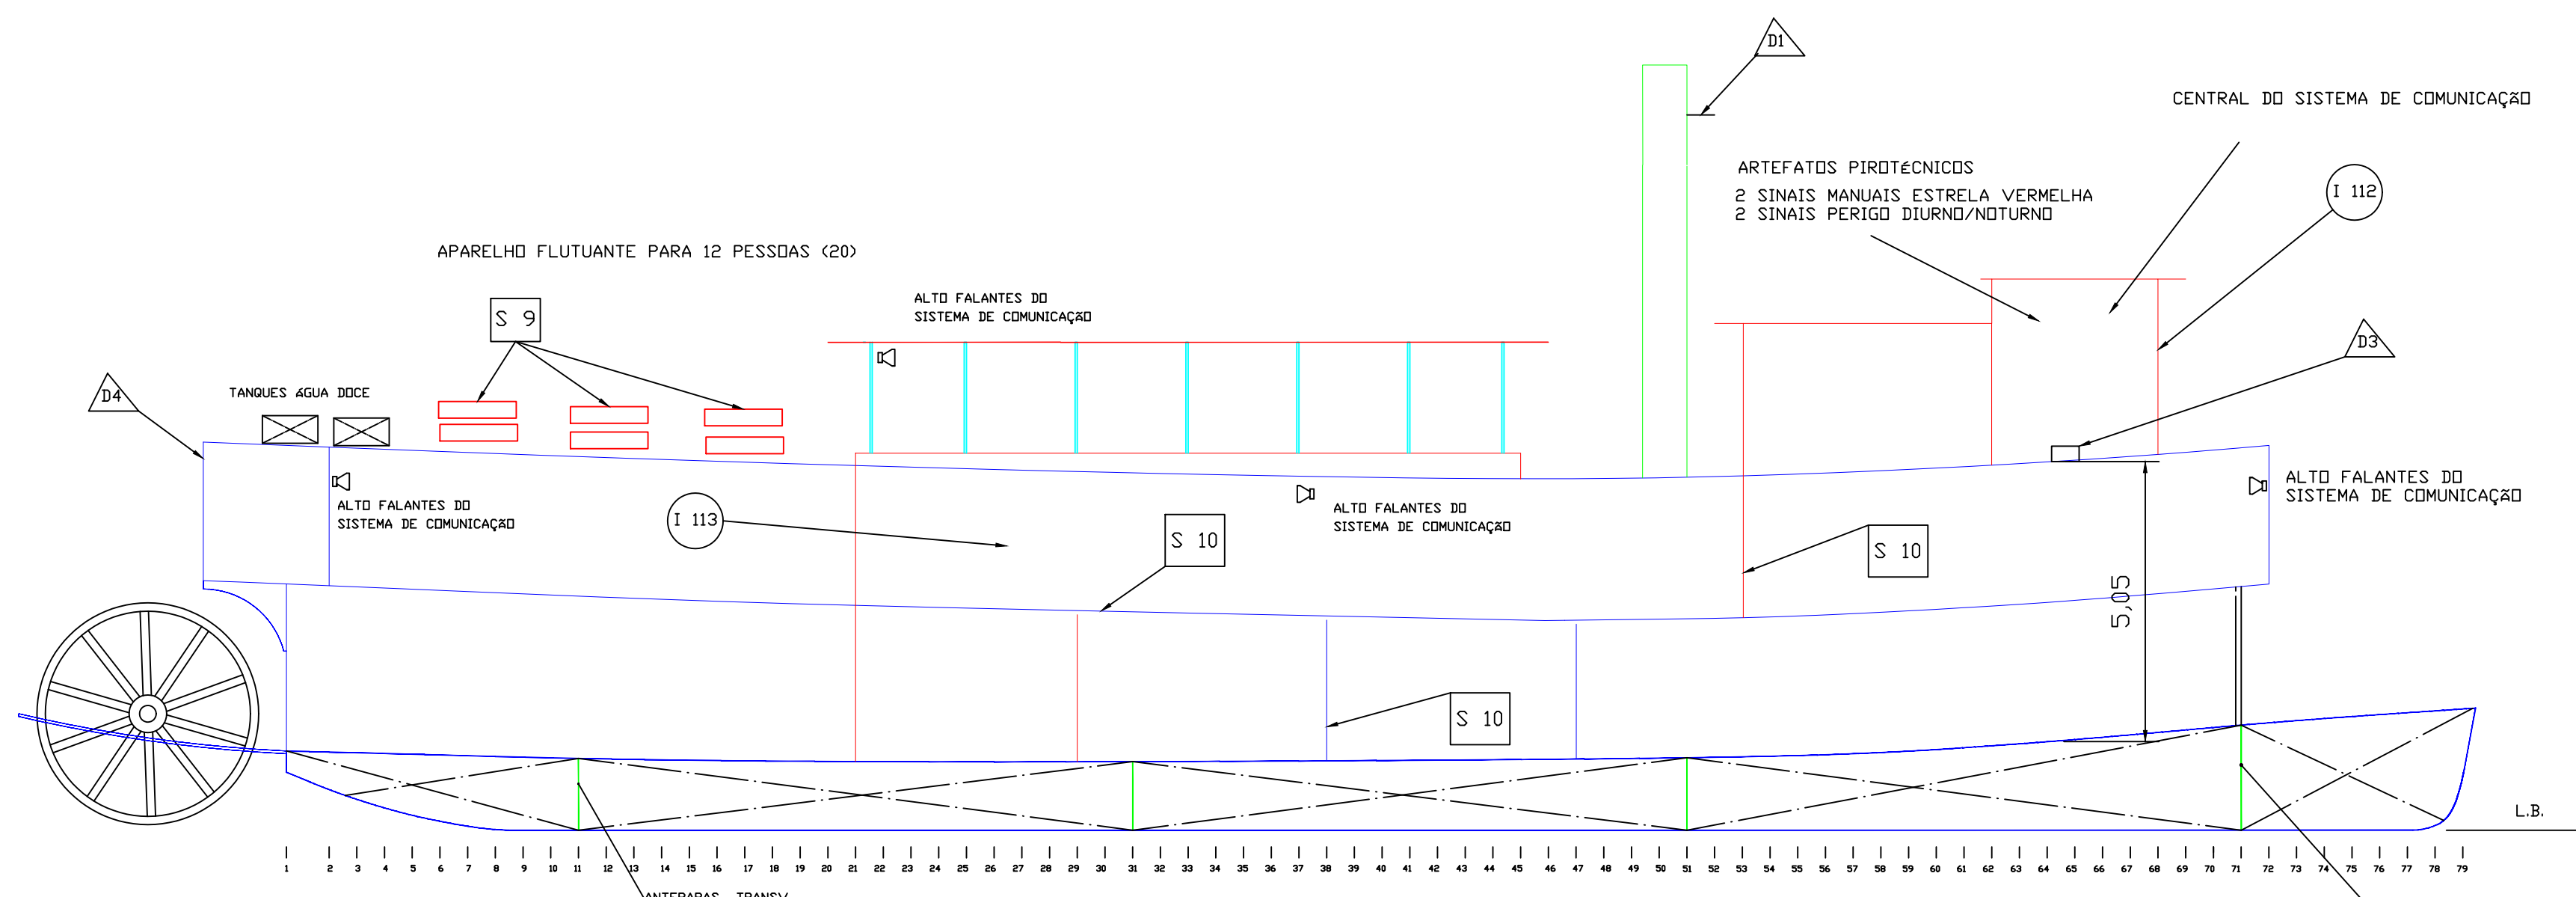 D1
CENTRAL DO SISTEMA DE COMUNICAÇÃO
ARTEFATOS PIROTÉCNICOS
2 SINAIS MANUAIS ESTRELA VERMELHA
2 SINAIS PERIGO DIURNO/NOTURNO
I 112
APARELHO FLUTUANTE PARA 12 PESSOAS (20)
ALTO FALANTES DO
SISTEMA DE COMUNICAÇÃO
S 9
D3
D4
TANQUES ÁGUA DOCE
ALTO FALANTES DO
SISTEMA DE COMUNICAÇÃO
I 113
ALTO FALANTES DO
SISTEMA DE COMUNICAÇÃO
ALTO FALANTES DO
SISTEMA DE COMUNICAÇÃO
S 10
S 10
5,05
S 10
L.B.
1 2 3 4 5 6 7 8 9 10 11 12 13 14 15 16 17 18 19 20 21 22 23 24 25 26 27 28 29 30 31 32 33 34 35 36 37 38 39 40 41 42 43 44 45 46 47 48 49 50 51 52 53 54 55 56 57 58 59 60 61 62 63 64 65 66 67 68 69 70 71 72 73 74 75 76 77 78 79
ANTEPARAS TRANSV